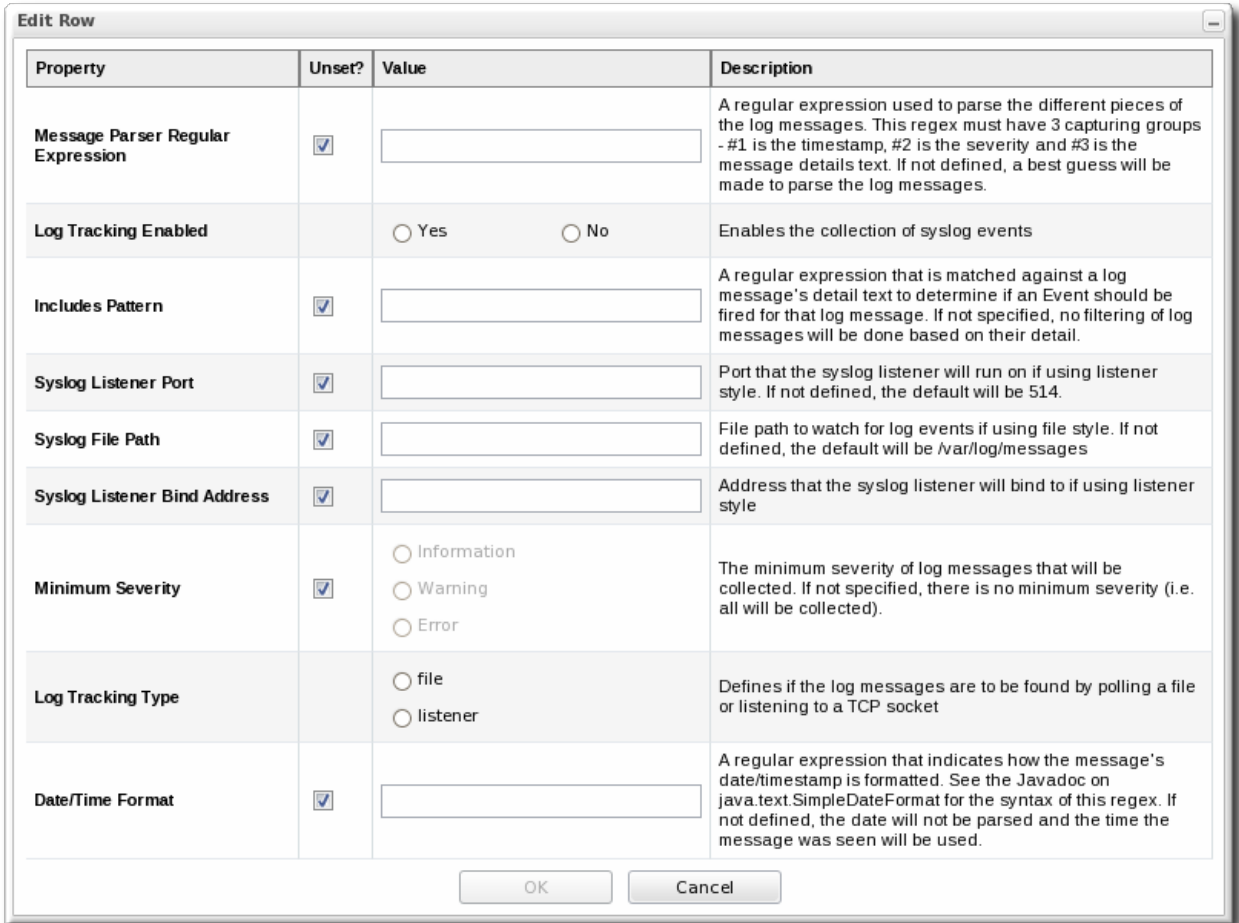 Edit Row
Property Unset? Value Description
Message Parser Regular
Expression
A regular expression used to parse the different pieces of
the log messages. This regex must have 3 capturing groups
- #1 is the timestamp, #2 is the severity and #3 is the
message details text. If not defined, a best guess will be
made to parse the log messages.
Log Tracking Enabled
Yes No
Enables the collection of syslog events
Includes Pattern
A regular expression that is matched against a log
message's detail text to determine if an Event should be
fired for that log message. If not specified, no filtering of log
messages will be done based on their detail.
Syslog Listener Port
Port that the syslog listener will run on if using listener
style. If not defined, the default will be 514.
Syslog File Path
File path to watch for log events if using file style. If not
defined, the default will be /var/log/messages
Syslog Listener Bind Address
Address that the syslog listener will bind to if using listener
style
Minimum Severity
Information
Warning
Error
The minimum severity of log messages that will be
collected. If not specified, there is no minimum severity (i.e.
all will be collected).
Log Tracking Type
file
listener
Defines if the log messages are to be found by polling a file
or listening to a TCP socket
Date/Time Format
A regular expression that indicates how the message's
date/timestamp is formatted. See the Javadoc on
java.text.SimpleDateFormat for the syntax of this regex. If
not defined, the date will not be parsed and the time the
message was seen will be used.
OK Cancel